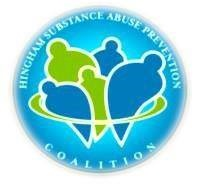 HINGHAM SUBSTANCE ABUSE PREVENTION
COALITION